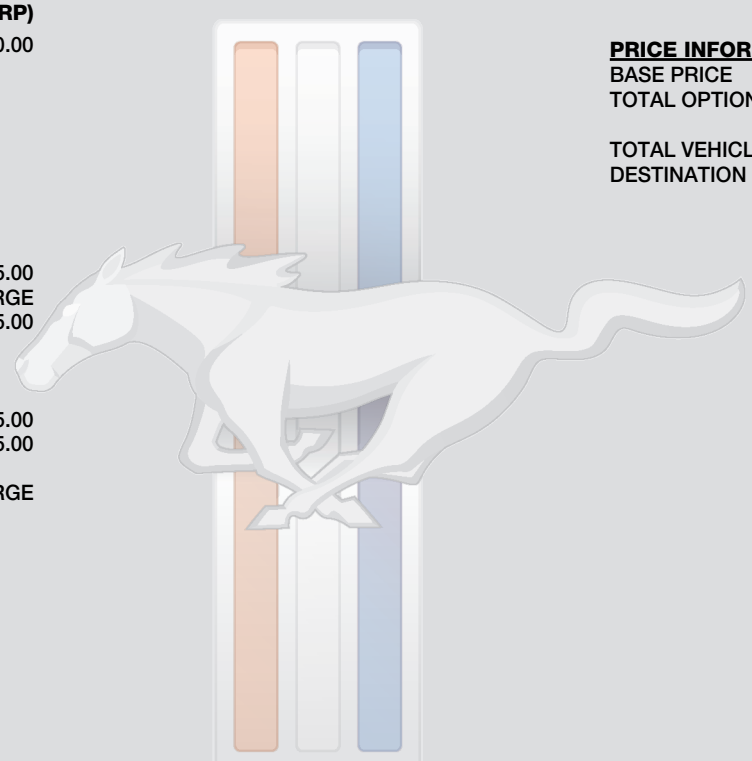 RP)
0.00
5.00
RGE
5.00
5.00
5.00
RGE
PRICE INFOR
BASE PRICE
TOTAL OPTION
TOTAL VEHICL
DESTINATION